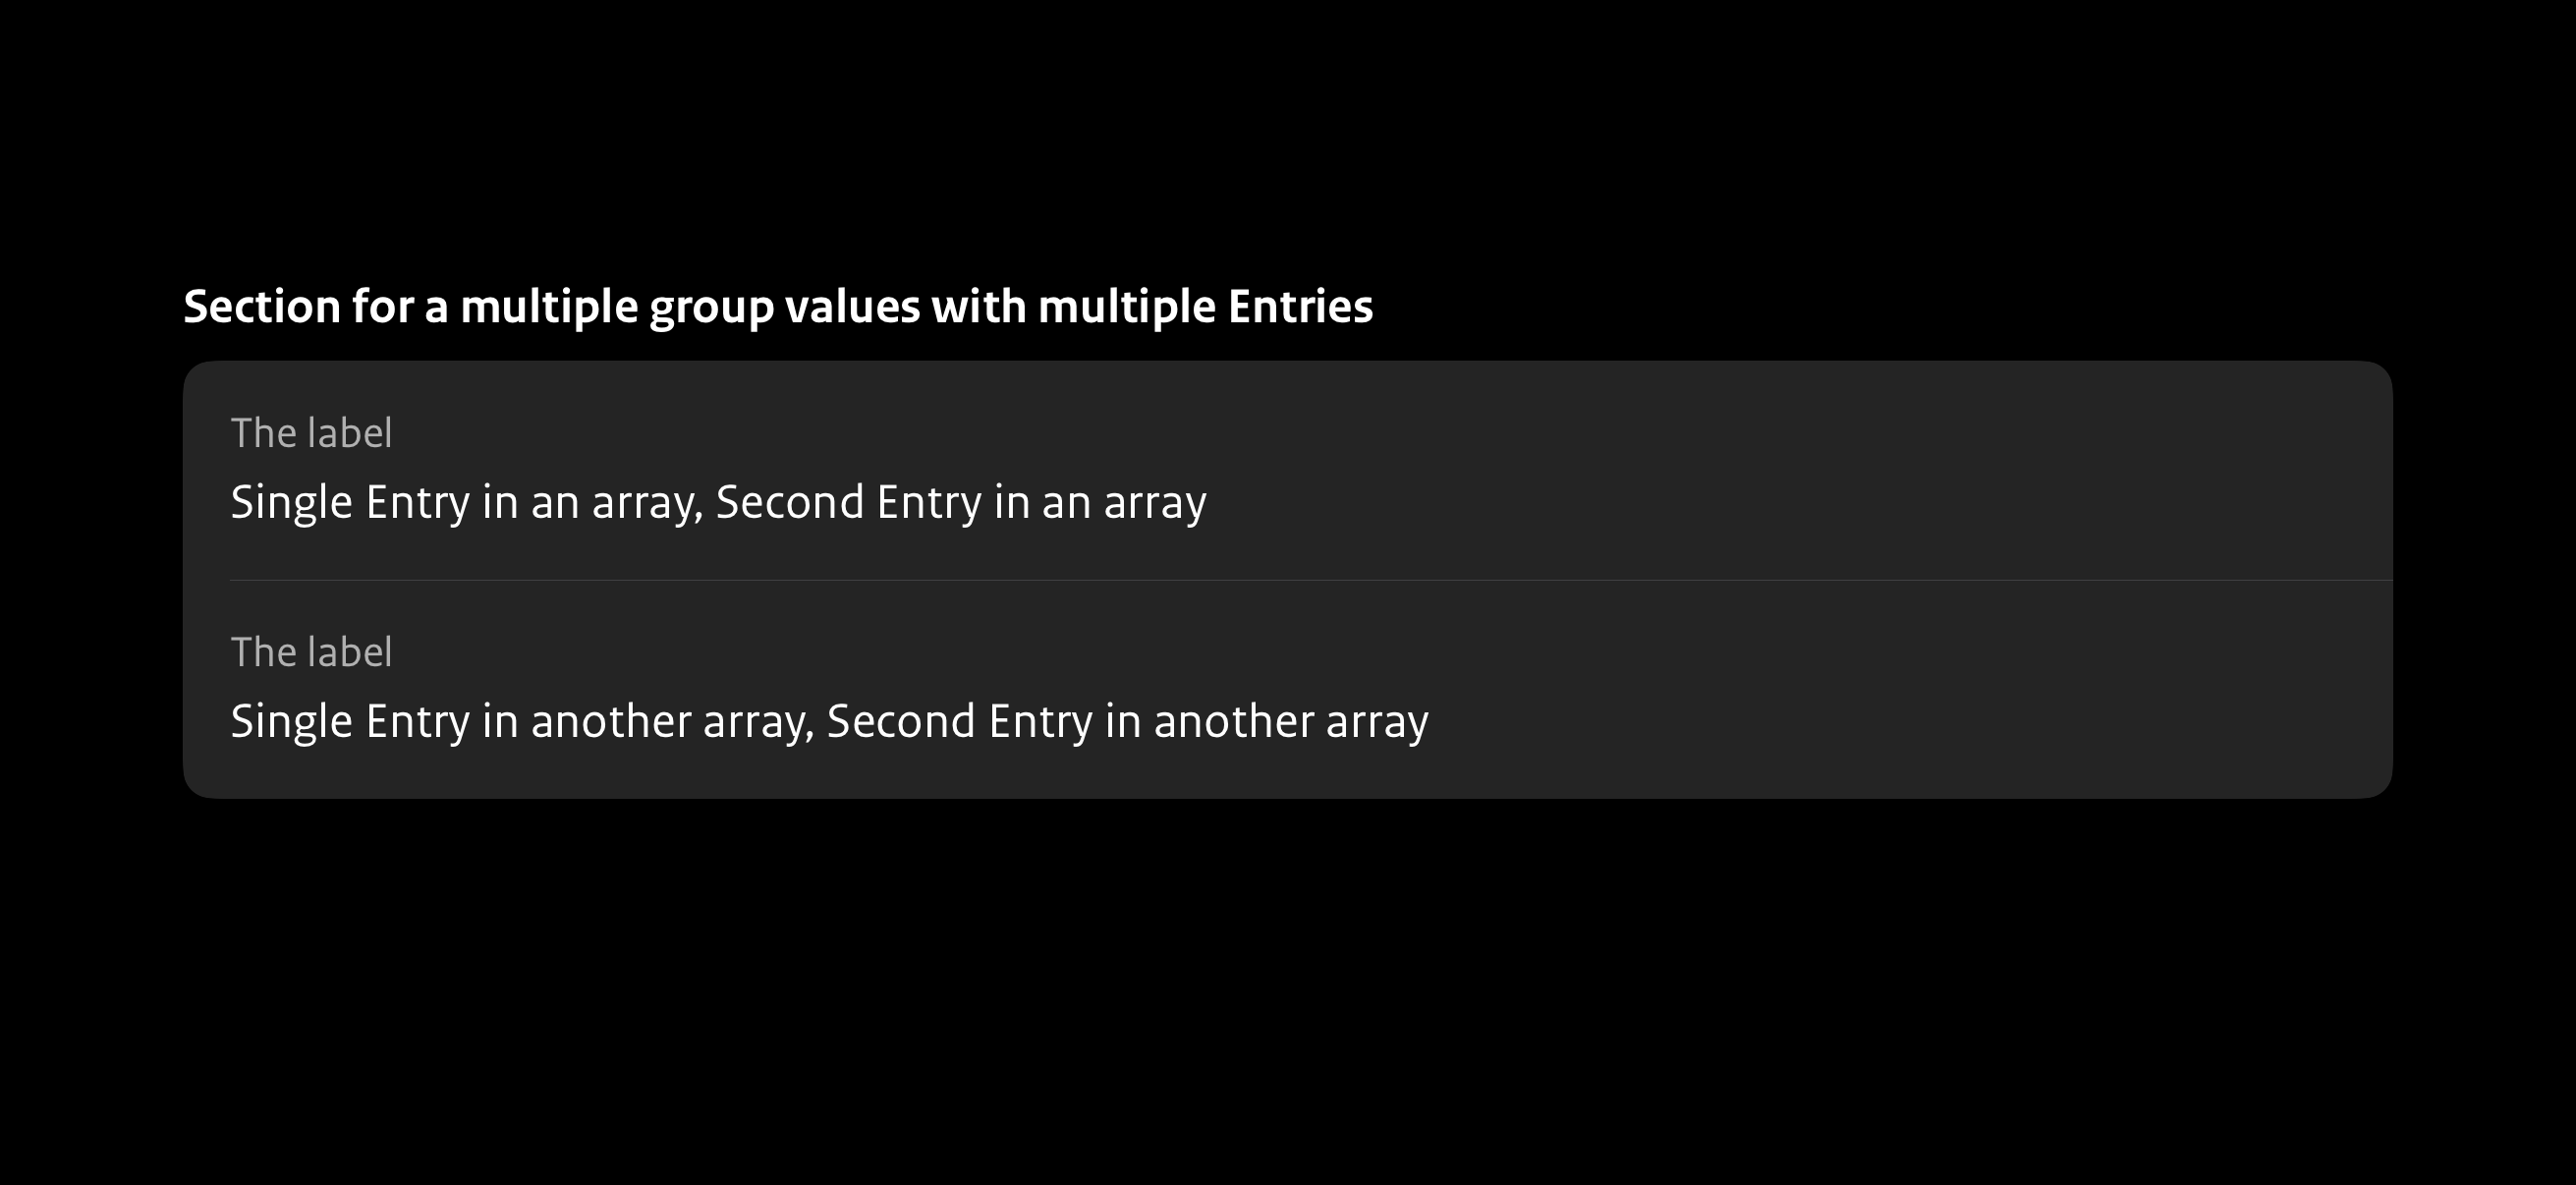 Section for a multiple group values with multiple Entries
The label
Single Entry in an array, Second Entry in an array
The label
Single Entry in another array, Second Entry in another array